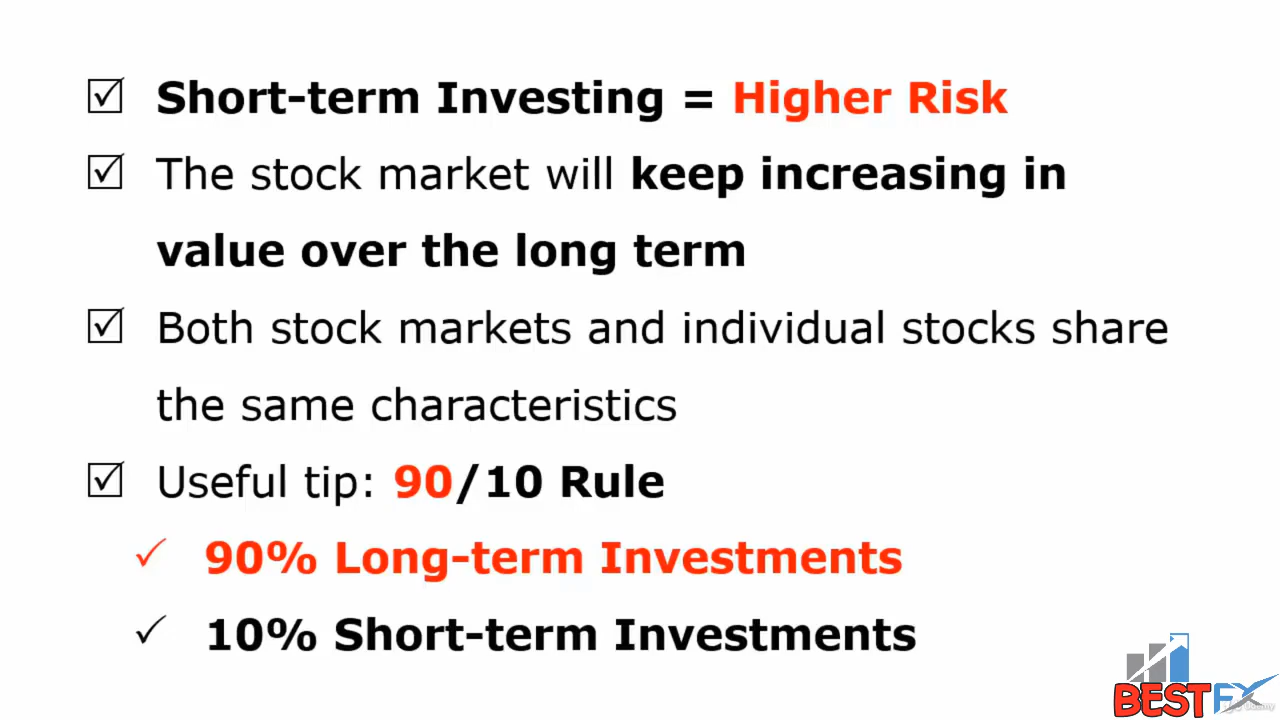 Short-term Investing = Higher Risk
The stock market will keep increasing in
value over the long term
Both stock markets and individual stocks share
the same characteristics
Useful tip: 90/10 Rule
90% Long-term Investments
10% Short-term Investments
BESTFX